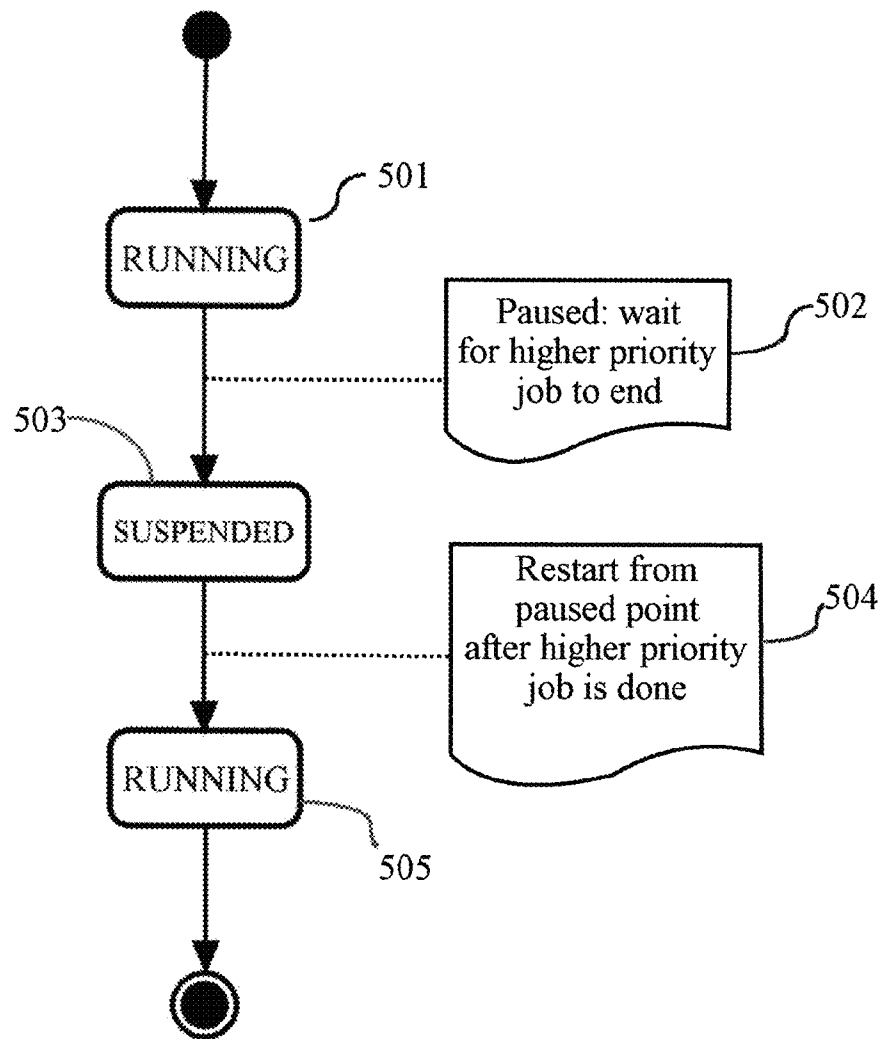 501
RUNNING
Paused: wait
for higher priority
job to end
502
503
SUSPENDED
Restart from
paused point
after higher priority
job is done
504
RUNNING
505